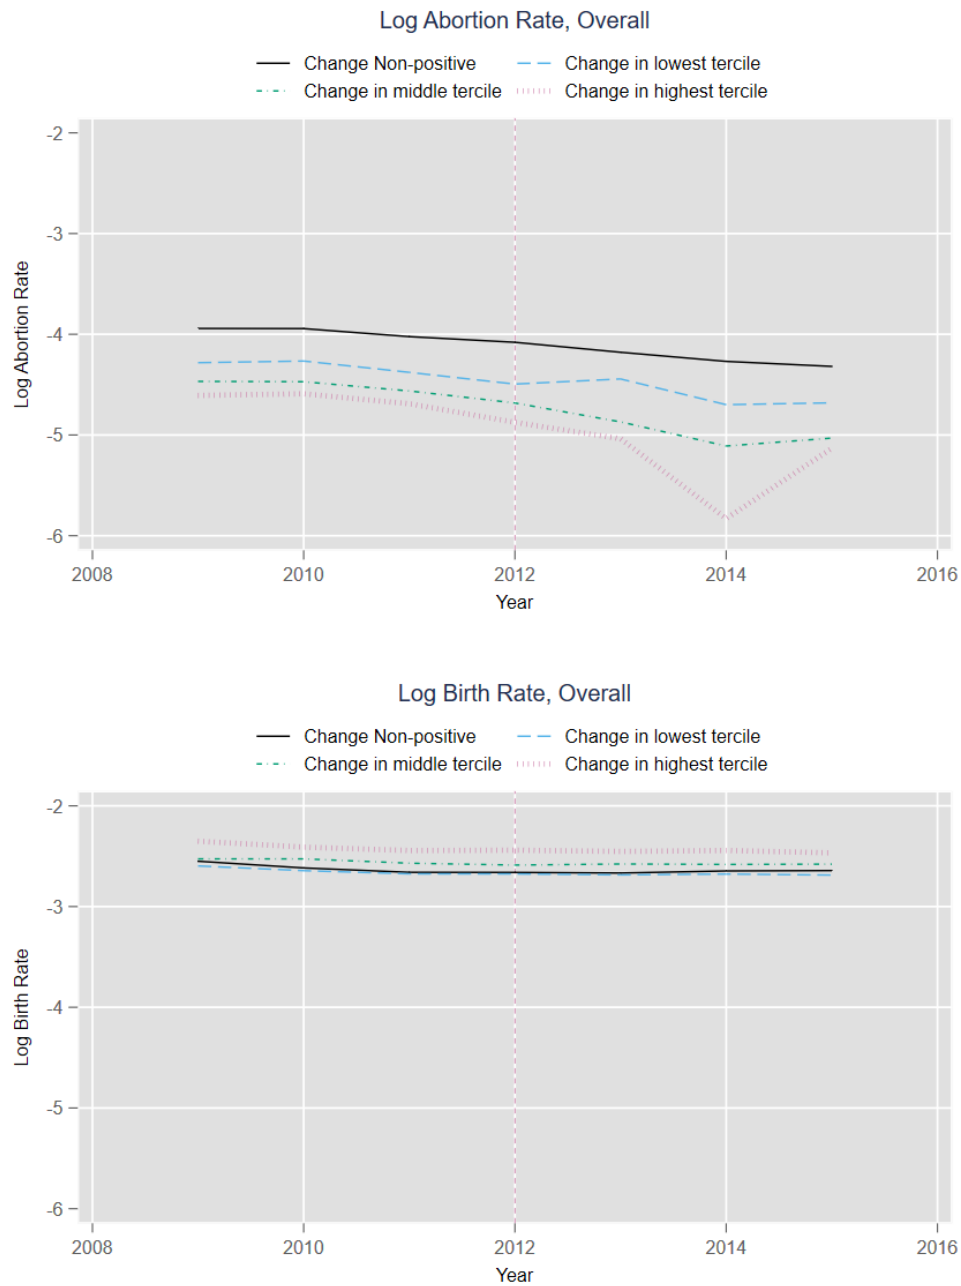 Log Abortion Rate, Overall
Change Non-positive Change in lowest tercile
Change in middle tercile Change in highest tercile
-2
-3
-4
-5
-6
Log Abortion Rate
2008 2010 2012 2014 2016
Year
Log Birth Rate, Overall
Change Non-positive Change in lowest tercile
Change in middle tercile Change in highest tercile
-2
-3
-4
-5
-6
Log Birth Rate
2008 2010 2012 2014 2016
Year